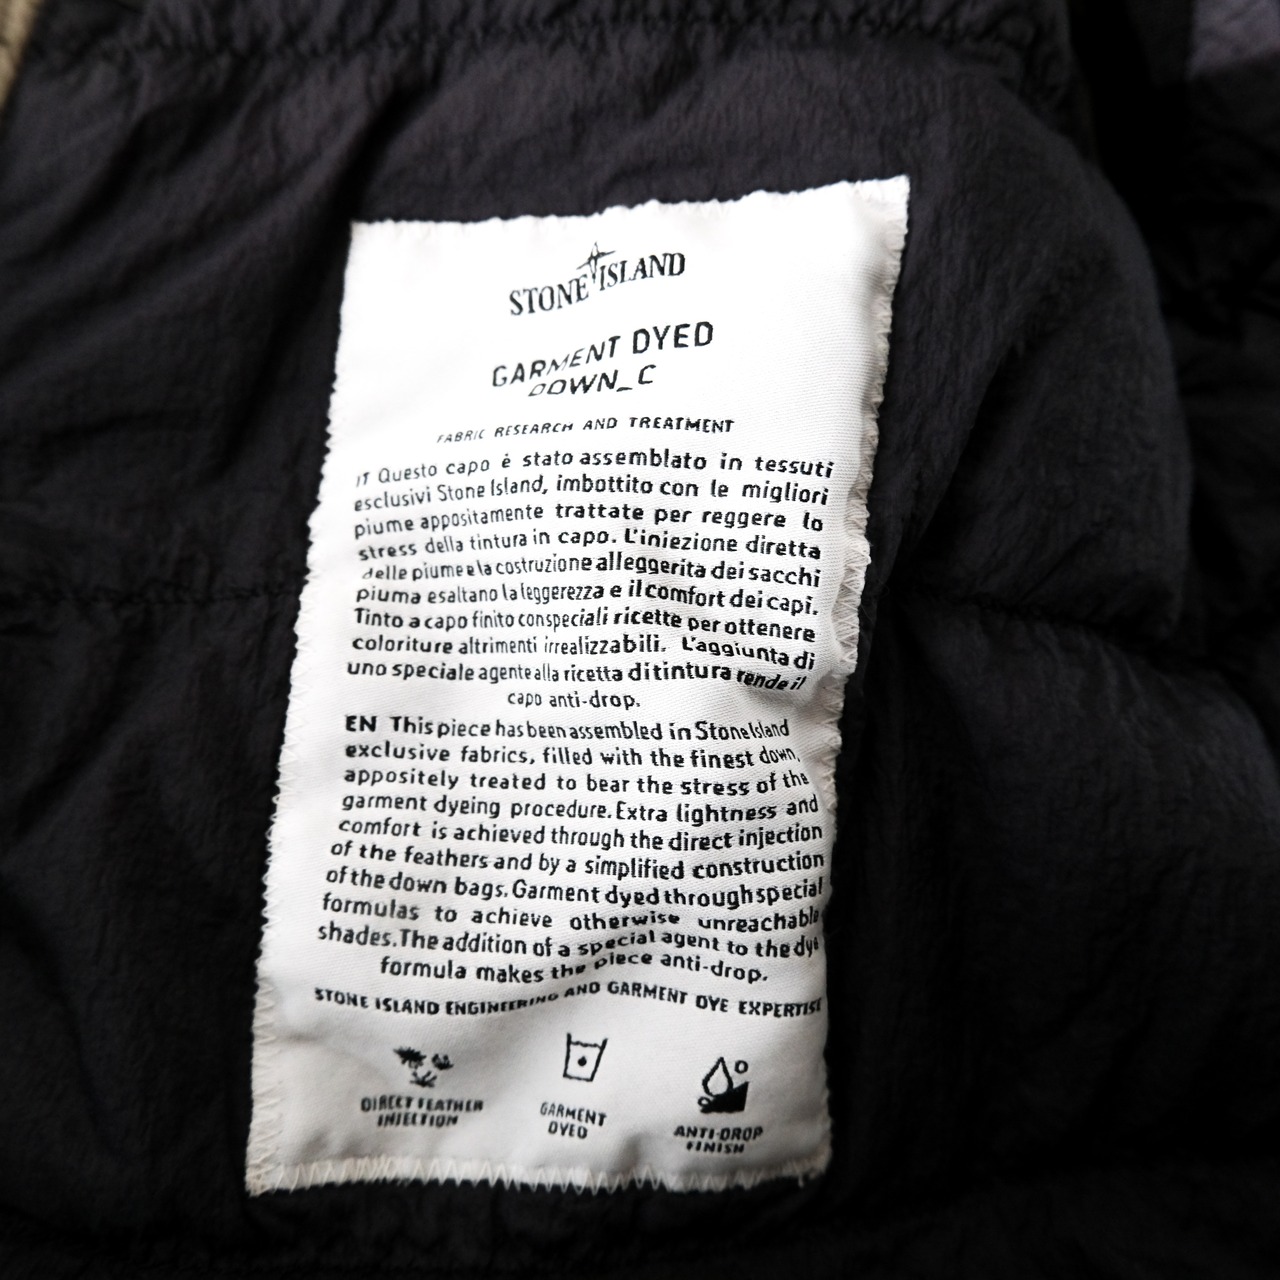 STONE ISLAND
GARMENT DYED
DOWN_C
FABRIC RESEARCH AND TREATMENT
IT Questo capo è stato assemblato in tessuti
esclusivi Stone Island, imbottito con le migliori
piume appositamente trattate per reggere lo
stress della tintura in capo. L'iniezione diretta
delle piume e la costruzione alleggerita dei sacchi
piuma esaltano la leggerezza e il comfort dei capi.
Tinto a capo finito con speciali ricette per ottenere
coloriture altrimenti irrealizzabili. L'aggiunta di
uno speciale agente alla ricetta di tintura rende il
capo anti-drop.
EN This piece has been assembled in Stone Island
exclusive fabrics, filled with the finest down,
appositely treated to bear the stress of the
garment dyeing procedure. Extra lightness and
comfort is achieved through the direct injection
of the feathers and by a simplified construction
of the down bags. Garment dyed through special
formulas to achieve otherwise unreachable
shades. The addition of a special agent to the dye
formula makes the piece anti-drop.
STONE ISLAND ENGINEERING AND GARMENT DYE EXPERTISE
DIRECT FEATHER
INJECTION
GARMENT
DYED
ANTI-DROP
FINISH